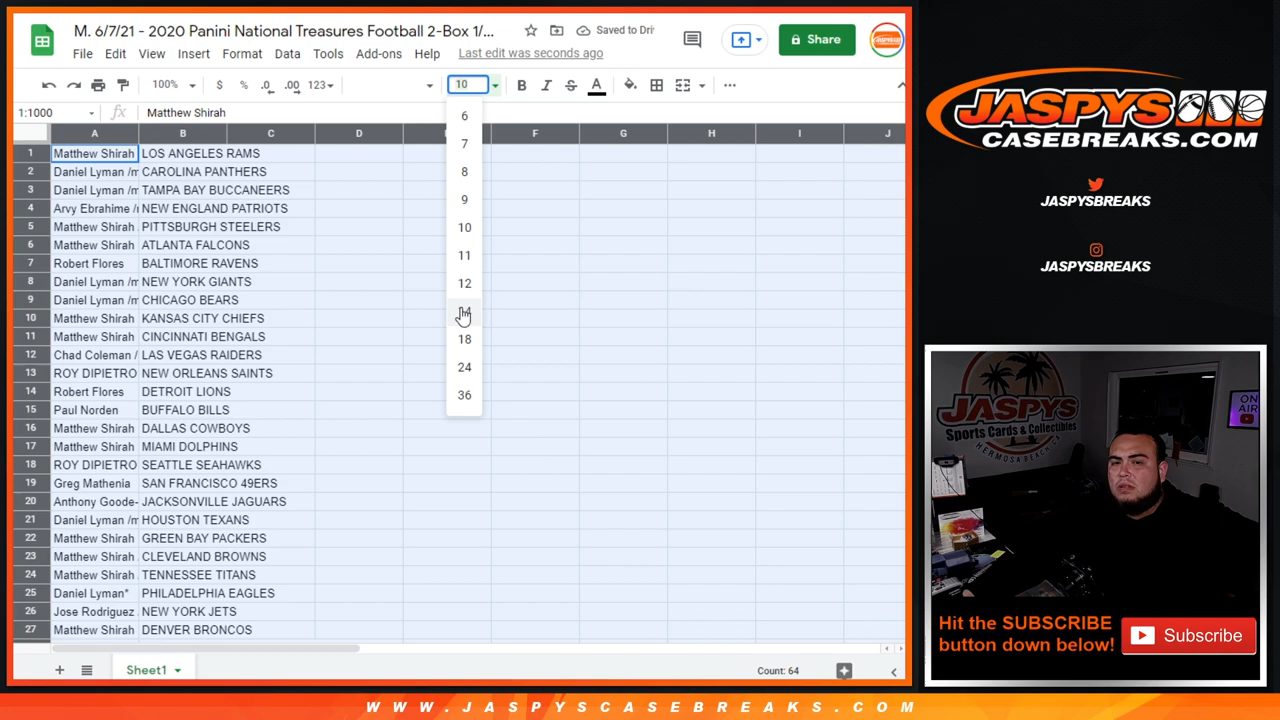 M. 6/7/21 - 2020 Panini National Treasures Football 2-Box 1/...
Saved to Dri
Share
File Edit View Insert Format Data Tools Add-ons Help Last edit was seconds ago
100% $ % .0 .00 123 10
1:1000 fx Matthew Shirah
A B C F G H I J
1 Matthew Shirah LOS ANGELES RAMS
2 Daniel Lyman /m CAROLINA PANTHERS
3 Daniel Lyman /m TAMPA BAY BUCCANEERS
4 Arvy Ebrahime /r NEW ENGLAND PATRIOTS
5 Matthew Shirah PITTSBURGH STEELERS
6 Matthew Shirah ATLANTA FALCONS
7 Robert Flores BALTIMORE RAVENS
8 Daniel Lyman /m NEW YORK GIANTS
9 Daniel Lyman /m CHICAGO BEARS
10 Matthew Shirah KANSAS CITY CHIEFS
11 Matthew Shirah CINCINNATI BENGALS
12 Chad Coleman / LAS VEGAS RAIDERS
13 ROY DIPIETRO NEW ORLEANS SAINTS
14 Robert Flores DETROIT LIONS
15 Paul Norden BUFFALO BILLS
16 Matthew Shirah DALLAS COWBOYS
17 Matthew Shirah MIAMI DOLPHINS
18 ROY DIPIETRO SEATTLE SEAHAWKS
19 Greg Mathenia SAN FRANCISCO 49ERS
20 Anthony Goode- JACKSONVILLE JAGUARS
21 Daniel Lyman /m HOUSTON TEXANS
22 Matthew Shirah GREEN BAY PACKERS
23 Matthew Shirah CLEVELAND BROWNS
24 Matthew Shirah TENNESSEE TITANS
25 Daniel Lyman* PHILADELPHIA EAGLES
26 Jose Rodriguez NEW YORK JETS
27 Matthew Shirah DENVER BRONCOS
6
7
8
9
10
11
12
18
24
36
Sheet1
Count: 64
JASPYS
CASEBREAKS.COM
JASPYSBREAKS
JASPYSBREAKS
JASPYS
Sports Cards & Collectibles
HERMOSA BEACH, CA
ON
AIR
Hit the SUBSCRIBE
button down below!
Subscribe
WWW.JASPYSCASEBREAKS.COM